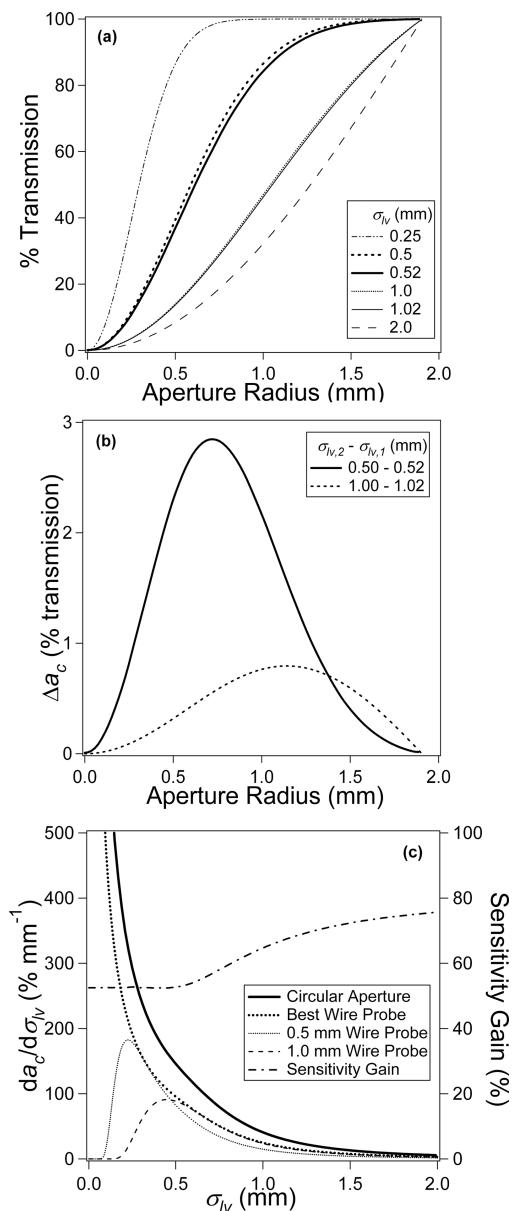 (a)
100
80
60
40
20
0
% Transmission
σlv (mm)
0.25
0.5
0.52
1.0
1.02
2.0
0.0 0.5 1.0 1.5 2.0
Aperture Radius (mm)
(b)
3
2
1
0
Δac (% transmission)
σlv,2 - σlv,1 (mm)
0.50 - 0.52
1.00 - 1.02
0.0 0.5 1.0 1.5 2.0
Aperture Radius (mm)
(c)
500
400
300
200
100
0
dac/dσlv (% mm-1)
100
80
60
40
20
0
Sensitivity Gain (%)
Circular Aperture
Best Wire Probe
0.5 mm Wire Probe
1.0 mm Wire Probe
Sensitivity Gain
0.0 0.5 1.0 1.5 2.0
σlv (mm)